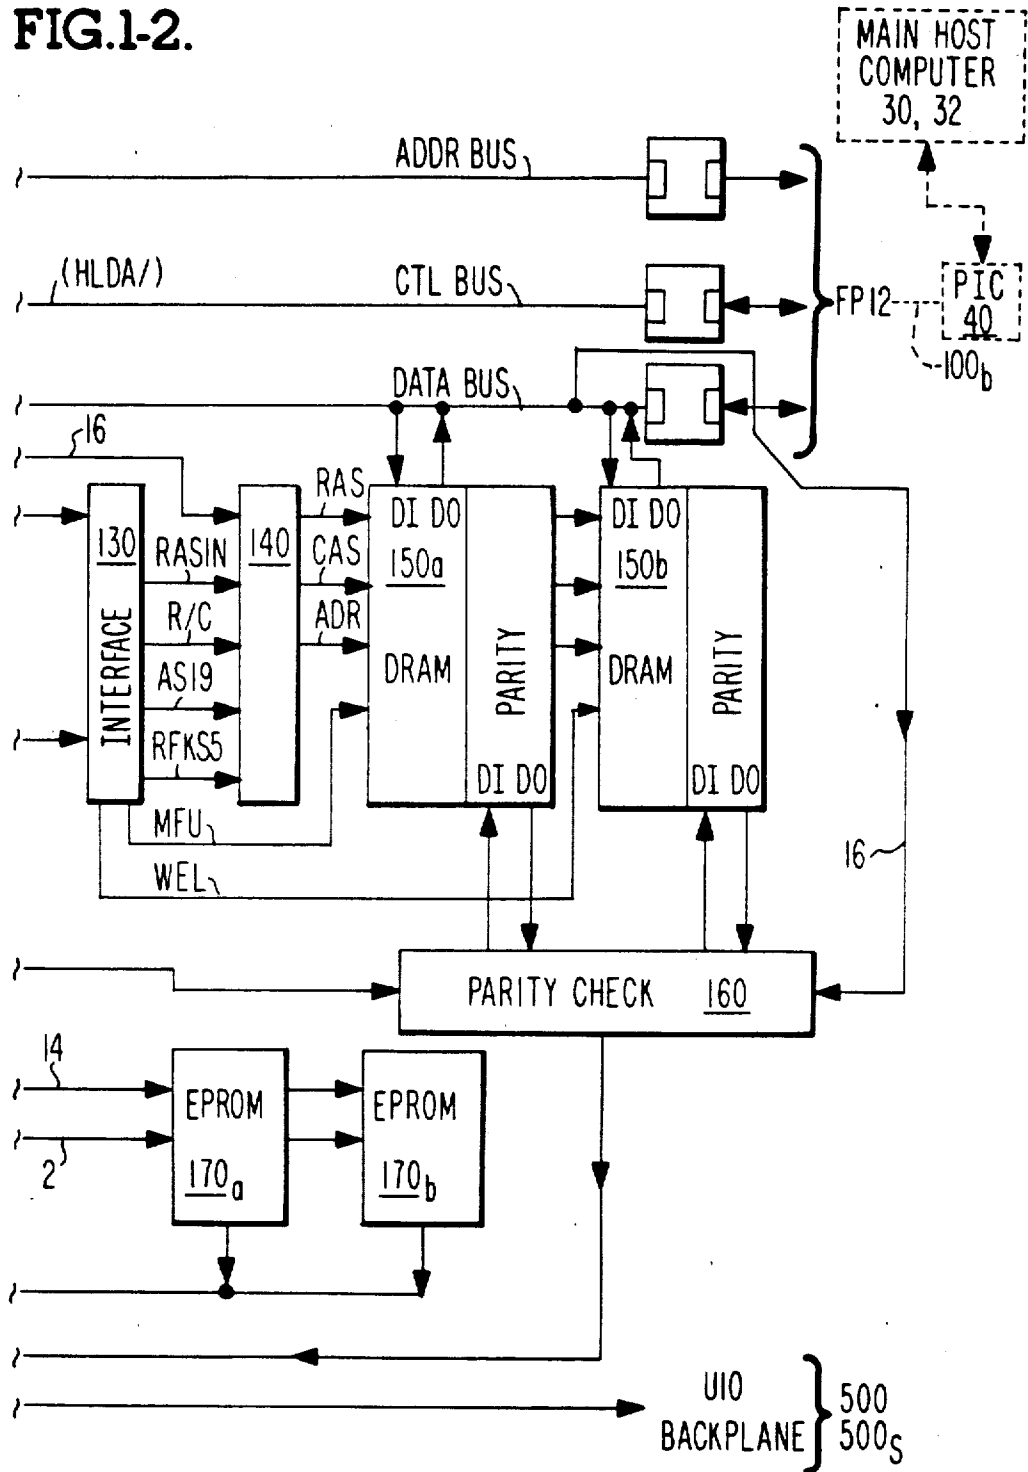 FIG.1-2.
MAIN HOST
COMPUTER
30, 32
ADDR BUS
(HLDA/)
CTL BUS
FP12
PIC
40
100b
DATA BUS
16
130
INTERFACE
RASIN
R/C
AS19
RFKS5
140
RAS
CAS
ADR
DI DO
150a
DRAM
PARITY
DI DO
DI DO
150b
DRAM
PARITY
DI DO
MFU
WEL
16
PARITY CHECK 160
14
2
EPROM
170a
EPROM
170b
UIO
BACKPLANE
500
500S